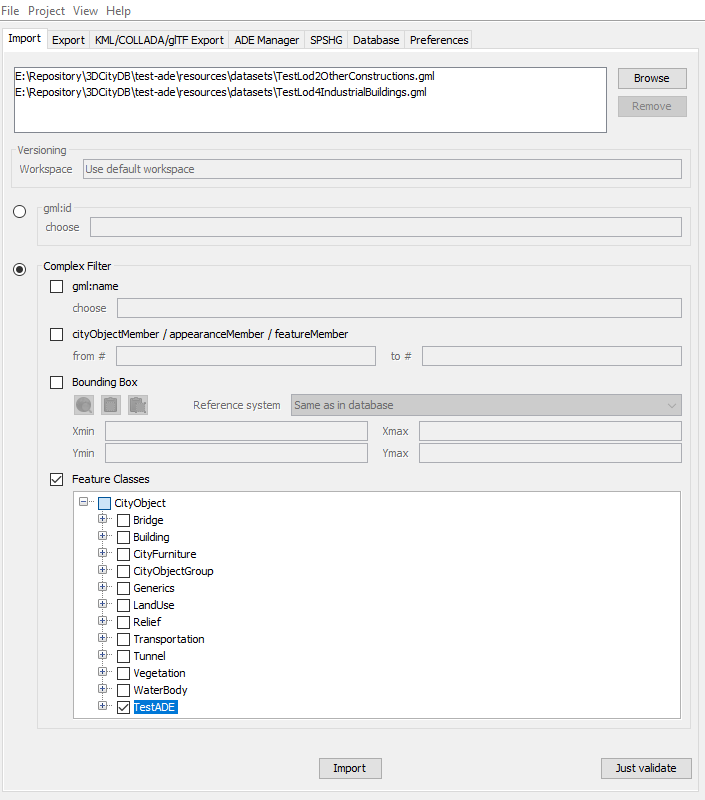 File Project View Help
Import Export KML/COLLADA/glTF Export ADE Manager SPSHG Database Preferences
E:\Repository\3DCityDB\test-ade\resources\datasets\TestLod2OtherConstructions.gml
E:\Repository\3DCityDB\test-ade\resources\datasets\TestLod4IndustrialBuildings.gml
Browse
Remove
Versioning
Workspace Use default workspace
gml:id
choose
Complex Filter
gml:name
choose
cityObjectMember / appearanceMember / featureMember
from # to #
Bounding Box
Reference system Same as in database
Xmin Xmax
Ymin Ymax
Feature Classes
CityObject
Bridge
Building
CityFurniture
CityObjectGroup
Generics
LandUse
Relief
Transportation
Tunnel
Vegetation
WaterBody
TestADE
Import Just validate